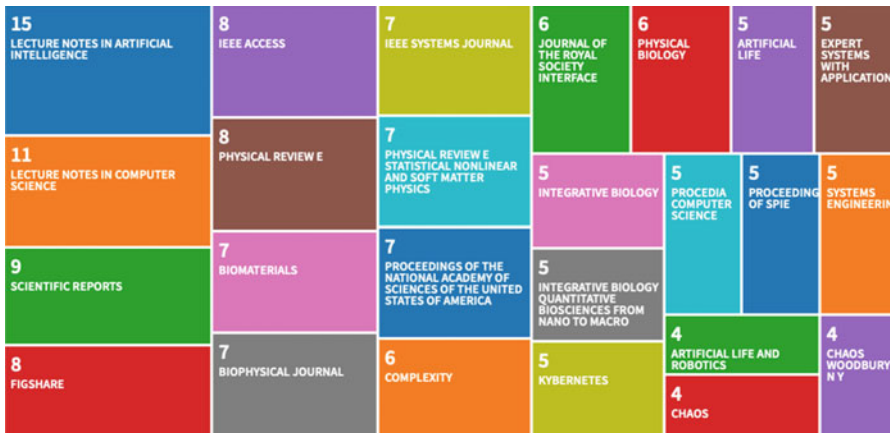 15
LECTURE NOTES IN ARTIFICIAL
INTELLIGENCE
11
LECTURE NOTES IN COMPUTER
SCIENCE
9
SCIENTIFIC REPORTS
8
FIGSHARE
8
IEEE ACCESS
8
PHYSICAL REVIEW E
7
BIOMATERIALS
7
BIOPHYSICAL JOURNAL
7
IEEE SYSTEMS JOURNAL
7
PHYSICAL REVIEW E
STATISTICAL NONLINEAR
AND SOFT MATTER
PHYSICS
7
PROCEEDINGS OF THE
NATIONAL ACADEMY OF
SCIENCES OF THE UNITED
STATES OF AMERICA
6
COMPLEXITY
6
JOURNAL OF
THE ROYAL
SOCIETY
INTERFACE
6
PHYSICAL
BIOLOGY
5
ARTIFICIAL
LIFE
5
EXPERT
SYSTEMS
WITH
APPLICATION
5
INTEGRATIVE BIOLOGY
5
INTEGRATIVE BIOLOGY
QUANTITATIVE
BIOSCIENCES FROM
NANO TO MACRO
5
KYBERNETES
5
PROCEDIA
COMPUTER
SCIENCE
5
PROCEEDING
OF SPIE
5
SYSTEMS
ENGINEERIN
4
ARTIFICIAL LIFE AND
ROBOTICS
4
CHAOS
4
CHAOS
WOODBURY
N Y